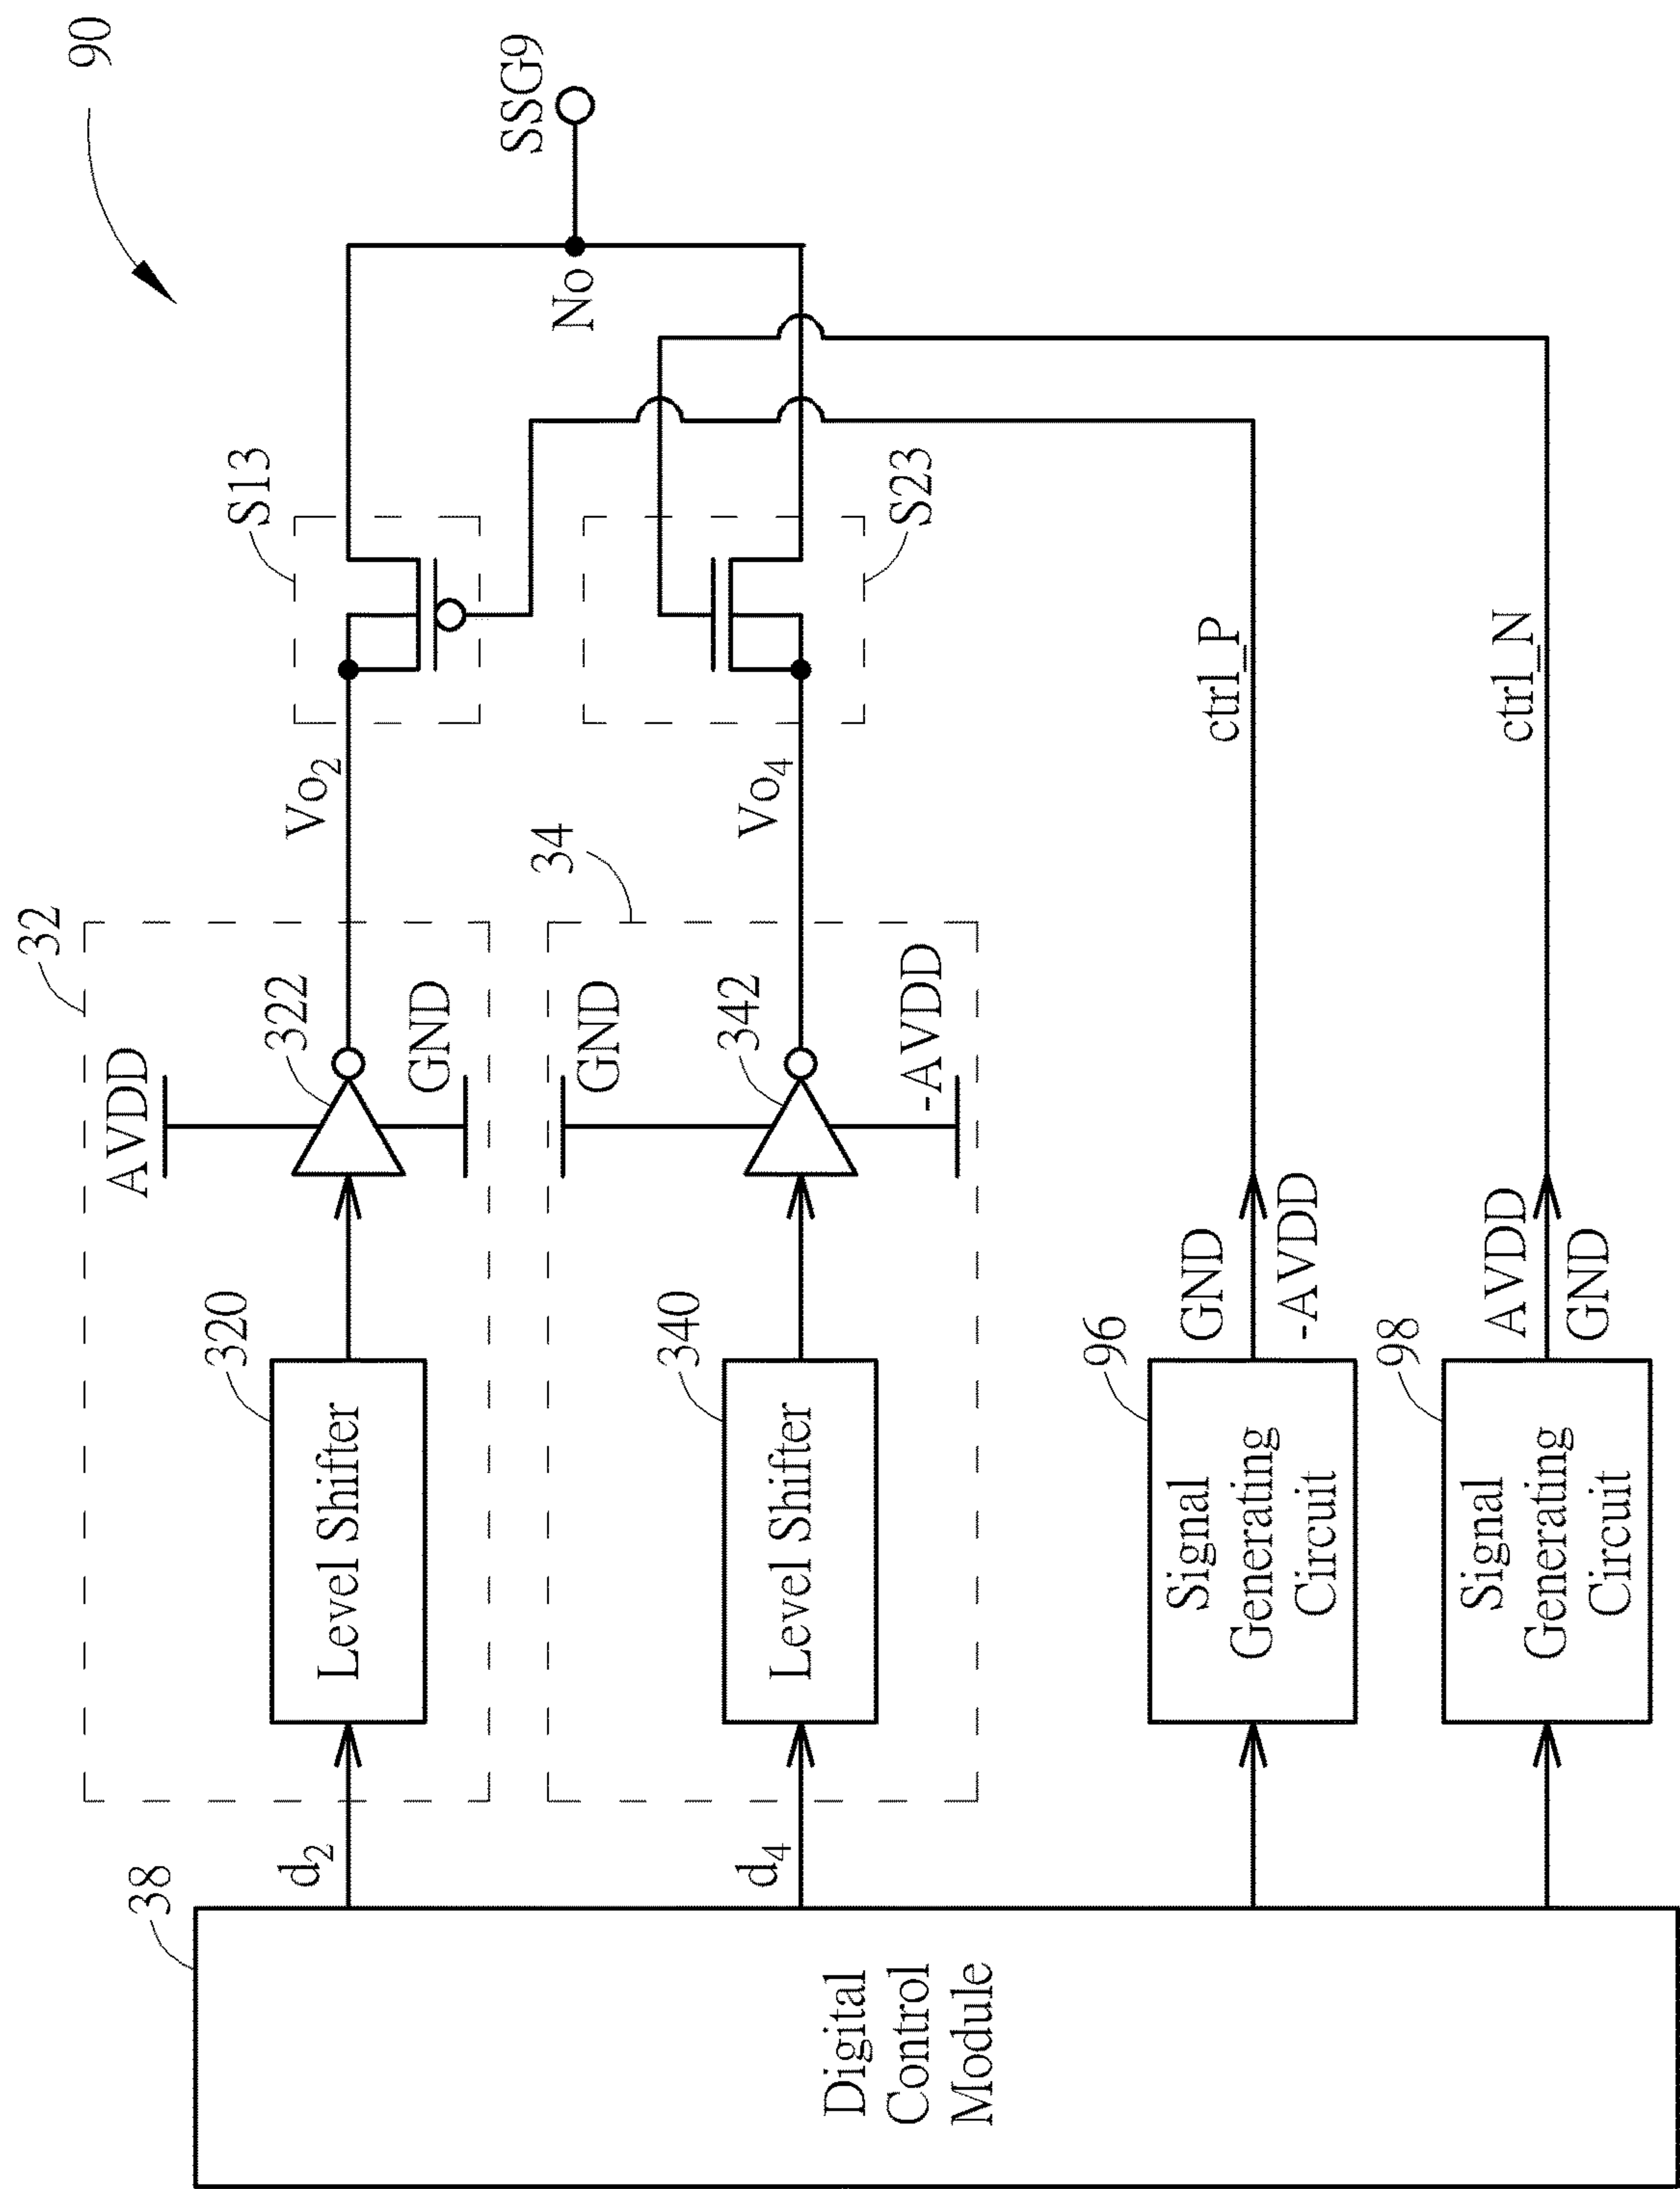 90
32
AVDD
322
GND
320
Level Shifter
d2
Vo2
S13
SSG9
No
34
GND
342
-AVDD
340
Level Shifter
d4
Vo4
S23
38
Digital
Control
Module
96
Signal
Generating
Circuit
GND
-AVDD
ctrl_P
98
Signal
Generating
Circuit
AVDD
GND
ctrl_N